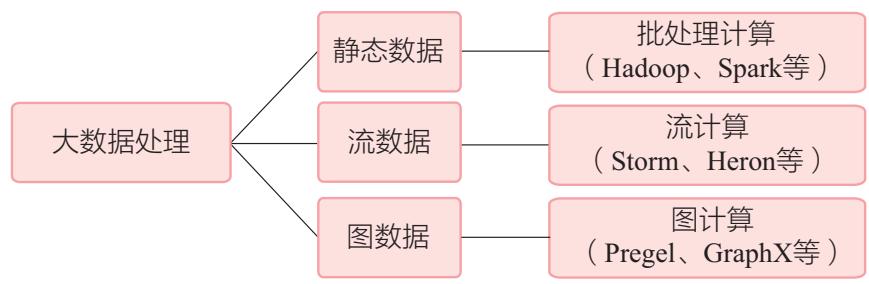 大数据处理
静态数据
批处理计算
（Hadoop、Spark等）
流数据
流计算
（Storm、Heron等）
图数据
图计算
（Pregel、GraphX等）